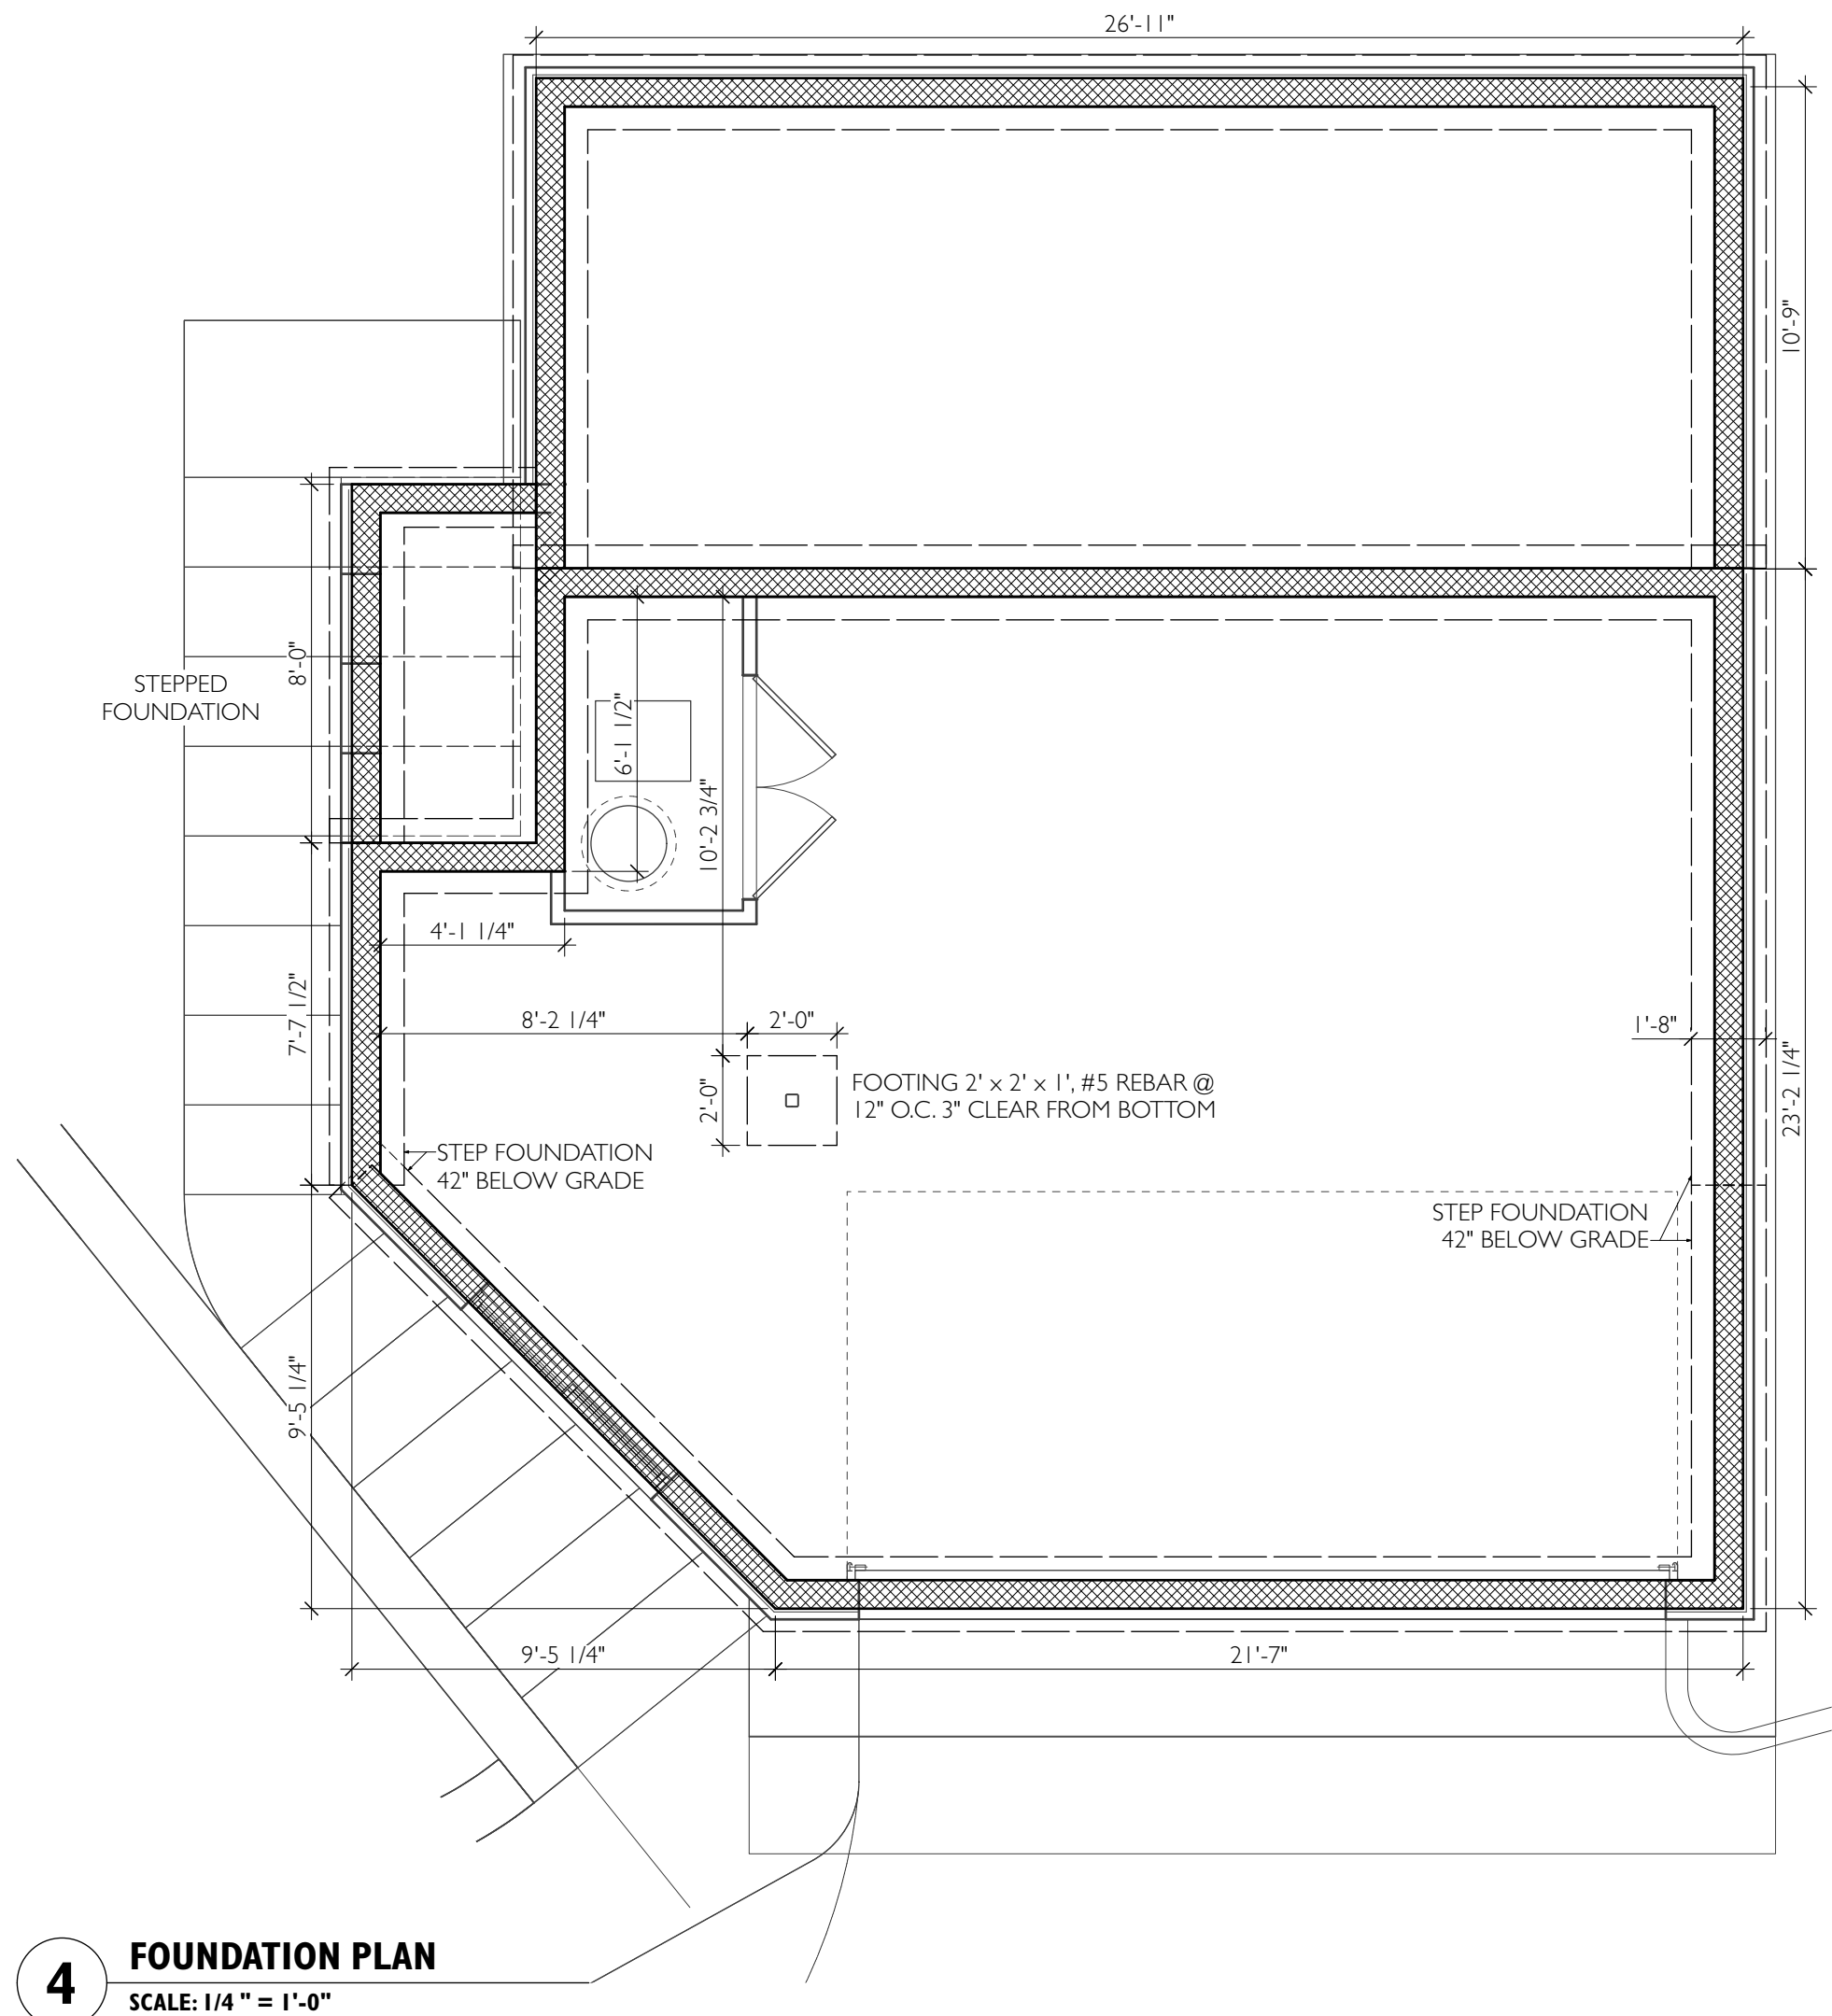 26'-11"
10'-9"
8'-0"
STEPPED
FOUNDATION
6'-1 1/2"
10'-2 3/4"
4'-1 1/4"
7'-7 1/2"
8'-2 1/4"
2'-0"
1'-8"
2'-0"
FOOTING 2' x 2' x 1', #5 REBAR @
12" O.C. 3" CLEAR FROM BOTTOM
23'-2 1/4"
STEP FOUNDATION
42" BELOW GRADE
STEP FOUNDATION
42" BELOW GRADE
9'-5 1/4"
9'-5 1/4"
21'-7"
4
FOUNDATION PLAN
SCALE: 1/4 " = 1'-0"